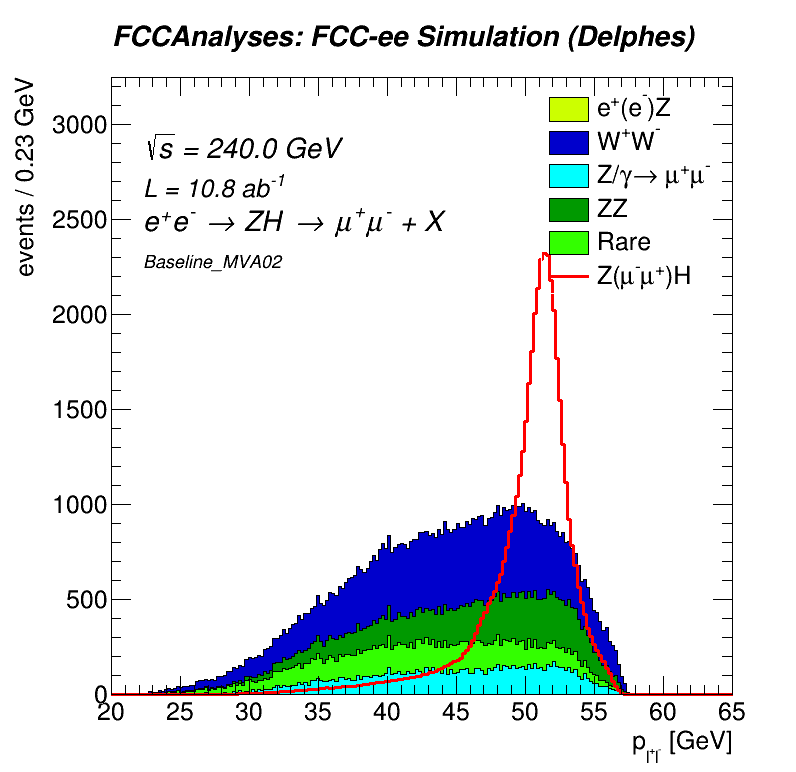 FCCAnalyses: FCC-ee Simulation (Delphes)
events / 0.23 GeV
3000
2500
2000
1500
1000
500
0
√s = 240.0 GeV
L = 10.8 ab⁻¹
e⁺e⁻ → ZH → μ⁺μ⁻ + X
Baseline_MVA02
e⁺(e⁻)Z
W⁺W⁻
Z/γ→ μ⁺μ⁻
ZZ
Rare
Z(μ⁻μ⁺)H
20 25 30 35 40 45 50 55 60 65
p_l⁺l⁻ [GeV]